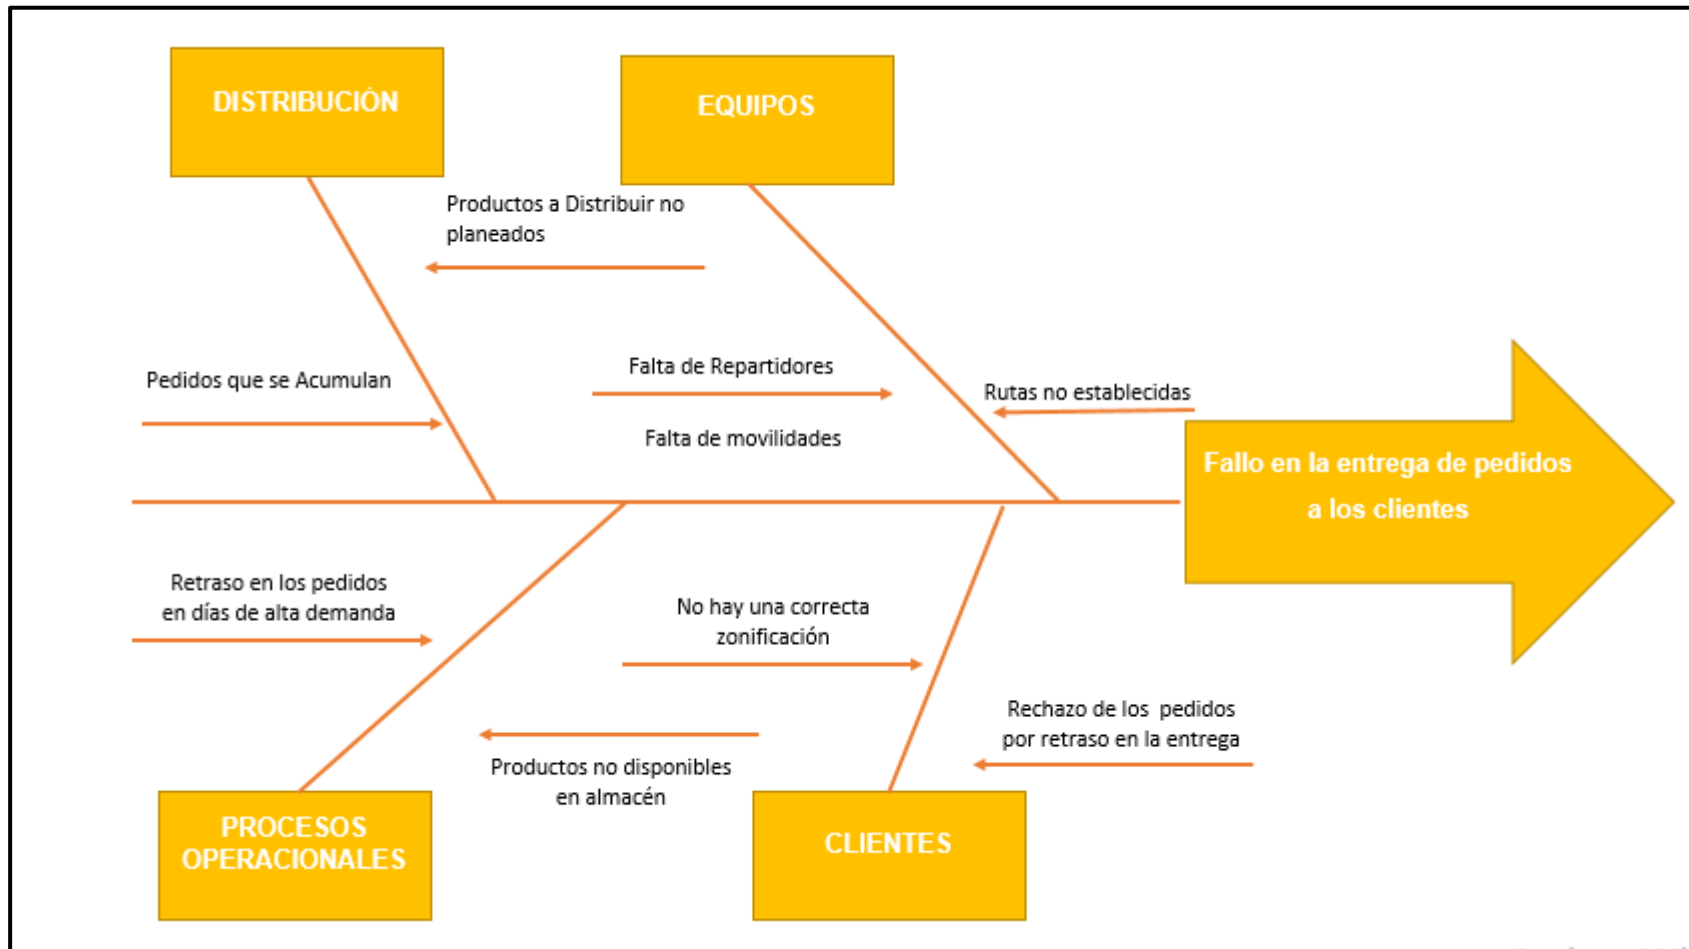 DISTRIBUCIÓN
EQUIPOS
Productos a Distribuir no
planeados
Pedidos que se Acumulan
Falta de Repartidores
Rutas no establecidas
Falta de movilidades
Fallo en la entrega de pedidos
a los clientes
Retraso en los pedidos
en días de alta demanda
No hay una correcta
zonificación
Rechazo de los pedidos
por retraso en la entrega
Productos no disponibles
en almacén
PROCESOS
OPERACIONALES
CLIENTES